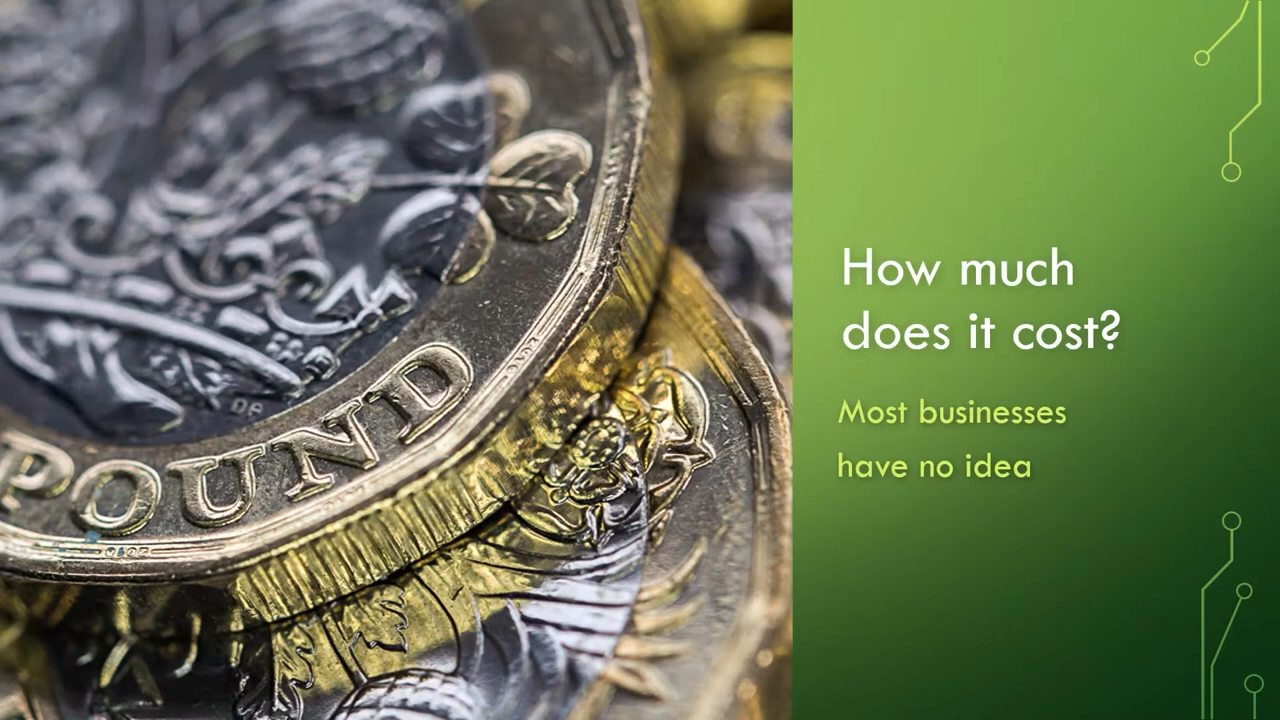 POUND
How much
does it cost?
Most businesses
have no idea